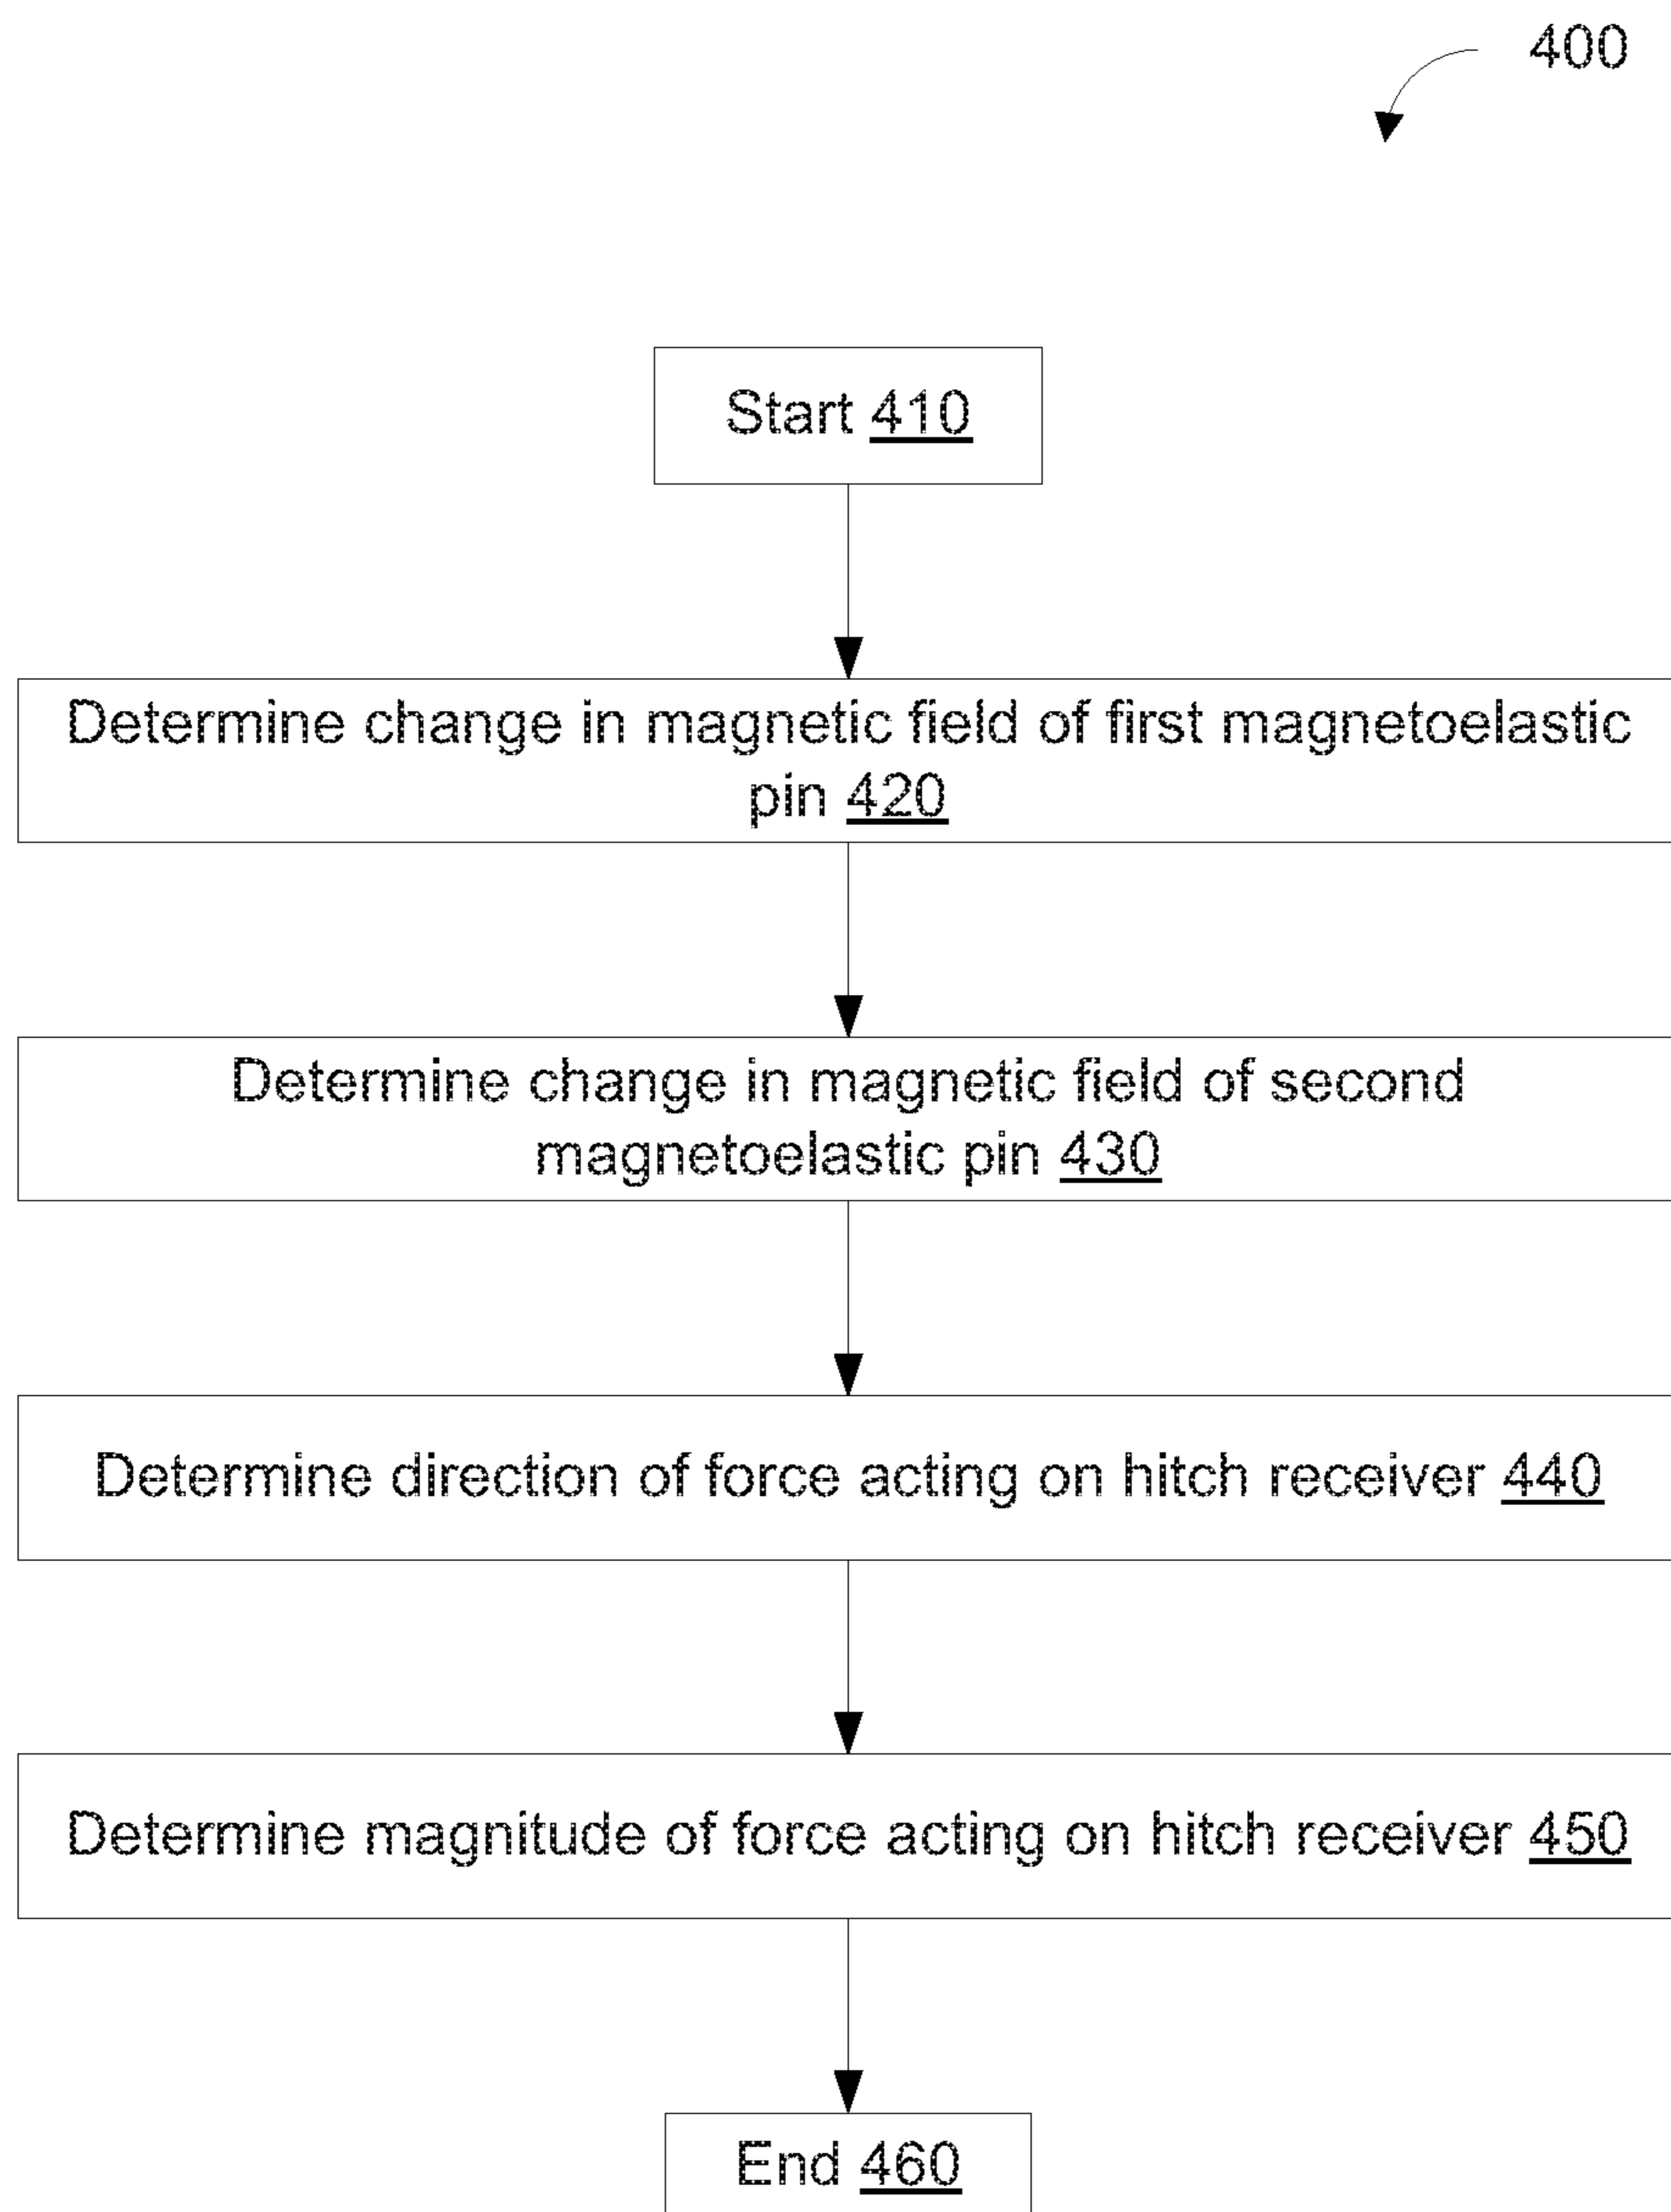 400
Start 410
Determine change in magnetic field of first magnetoelastic
pin 420
Determine change in magnetic field of second
magnetoelastic pin 430
Determine direction of force acting on hitch receiver 440
Determine magnitude of force acting on hitch receiver 450
End 460